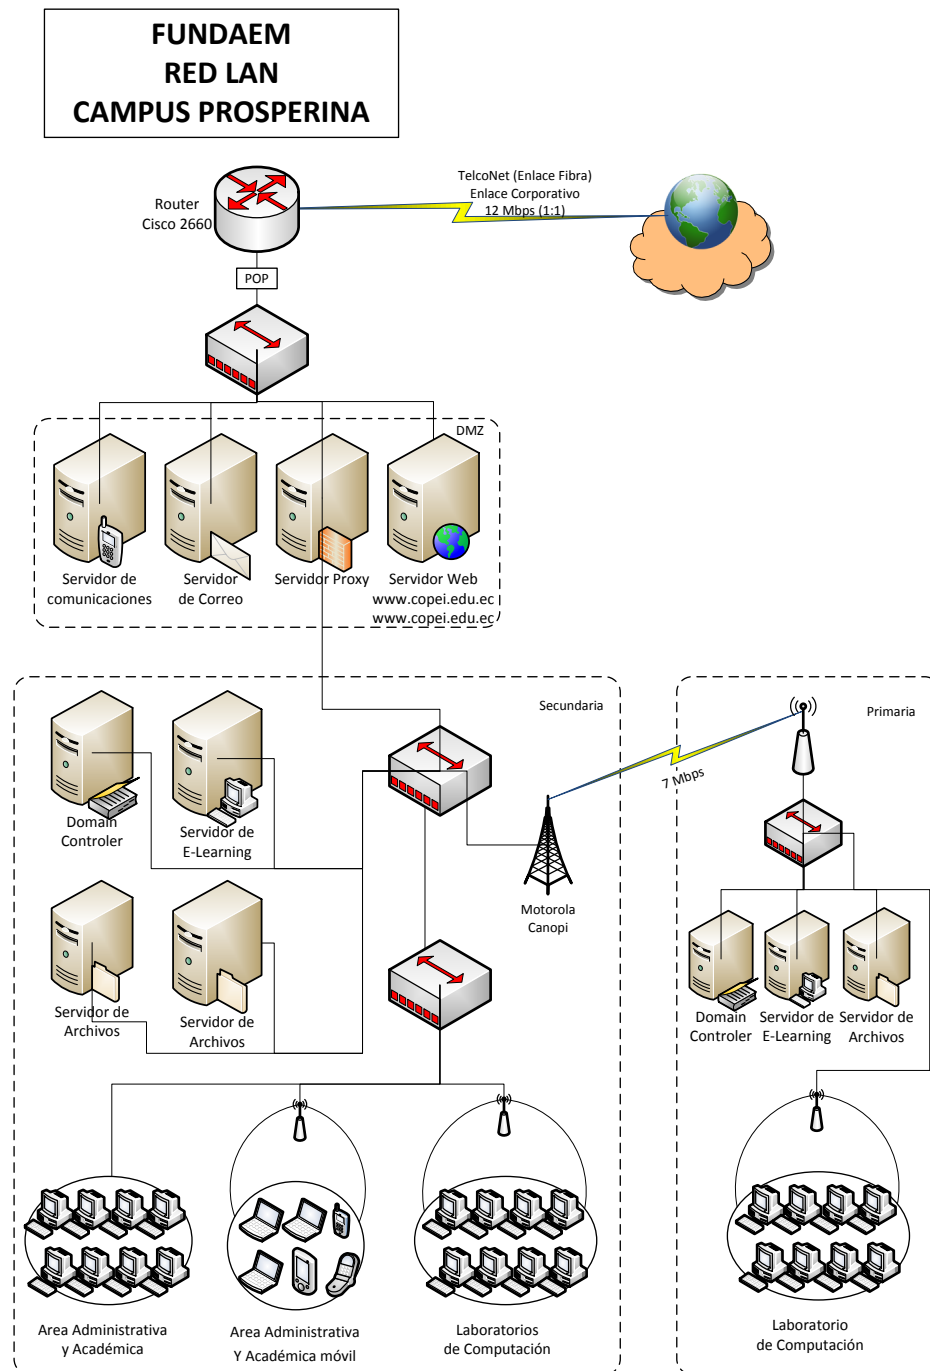 FUNDAEM
RED LAN
CAMPUS PROSPERINA
TelcoNet (Enlace Fibra)
Enlace Corporativo
12 Mbps (1:1)
Router
Cisco 2660
POP
DMZ
Servidor de
comunicaciones
Servidor
de Correo
Servidor Proxy
Servidor Web
www.copei.edu.ec
www.copei.edu.ec
Secundaria
Primaria
7 Mbps
Domain
Controler
Servidor de
E-Learning
Motorola
Canopi
Servidor de
Archivos
Servidor de
Archivos
Domain
Controler
Servidor de
E-Learning
Servidor de
Archivos
Area Administrativa
y Académica
Area Administrativa
Y Académica móvil
Laboratorios
de Computación
Laboratorio
de Computación